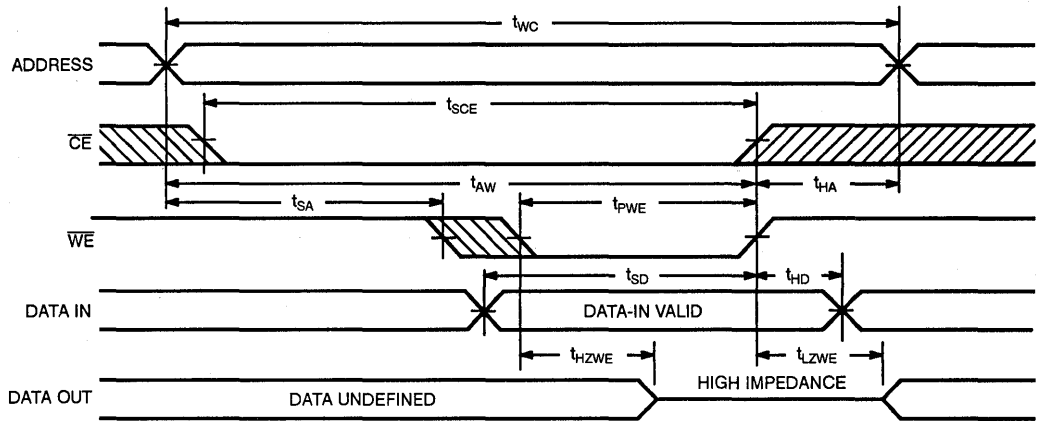 tWC
ADDRESS
tSCE
CE
tAW
tHA
tSA
tPWE
WE
tSD
tHD
DATA IN
DATA-IN VALID
tHZWE
tLZWE
HIGH IMPEDANCE
DATA OUT
DATA UNDEFINED